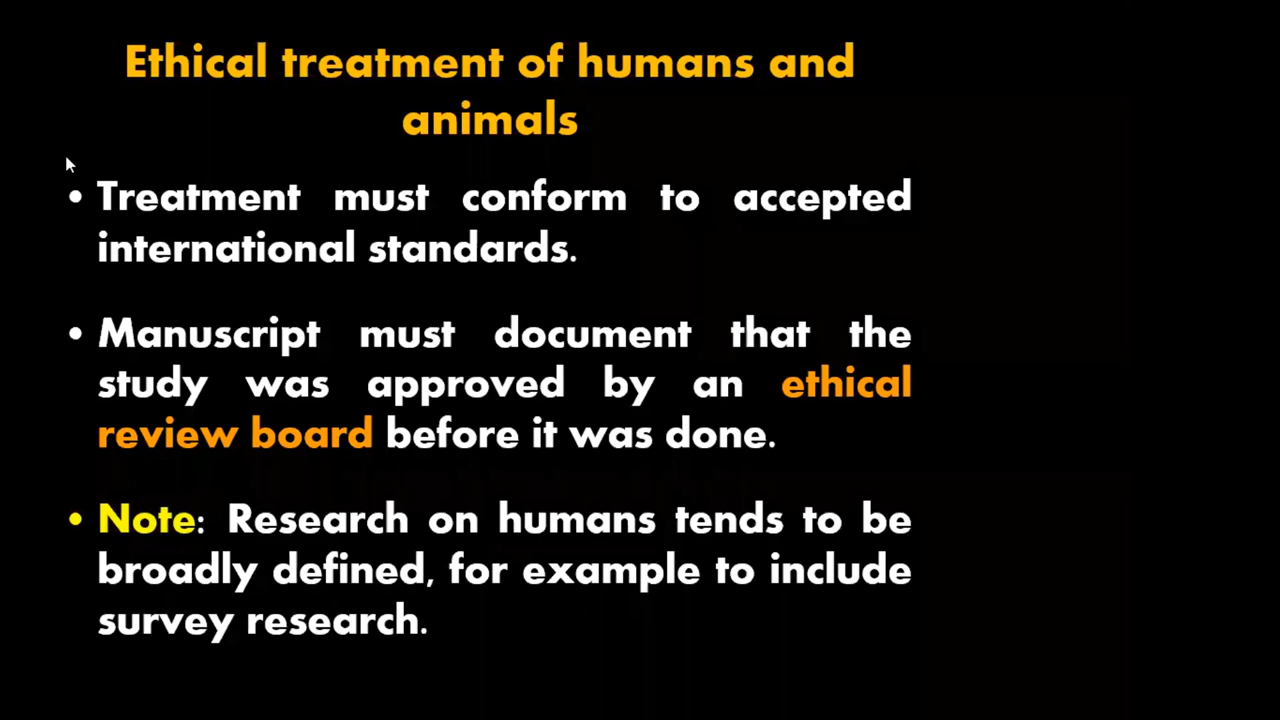 Ethical treatment of humans and
animals
• Treatment must conform to accepted
international standards.
• Manuscript must document that the
study was approved by an ethical
review board before it was done.
• Note: Research on humans tends to be
broadly defined, for example to include
survey research.